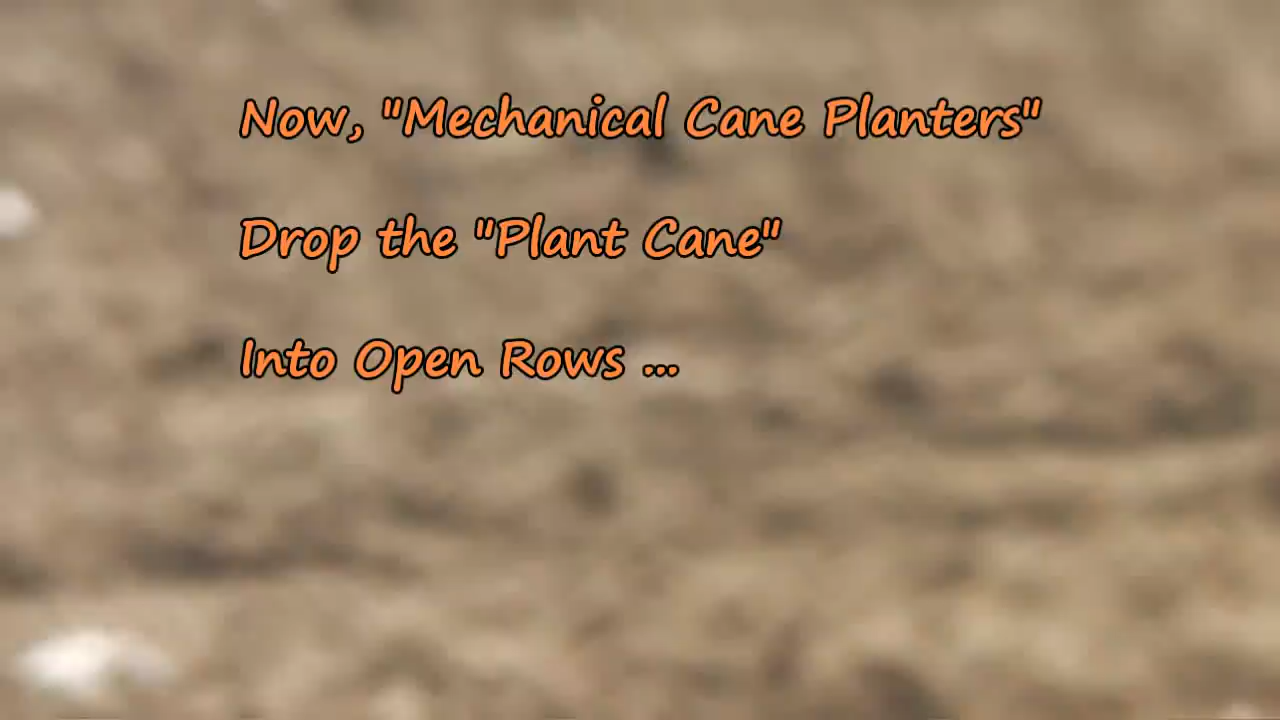 Now, "Mechanical Cane Planters"
Drop the "Plant Cane"
Into Open Rows ...